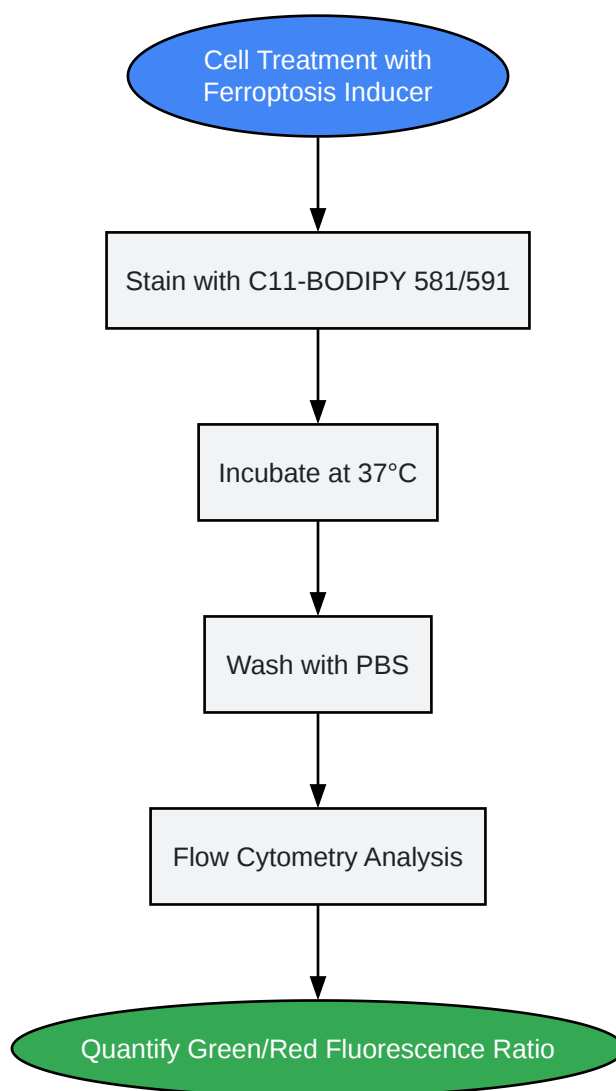 Cell Treatment with
Ferroptosis Inducer
Stain with C11-BODIPY 581/591
Incubate at 37°C
Wash with PBS
Flow Cytometry Analysis
Quantify Green/Red Fluorescence Ratio